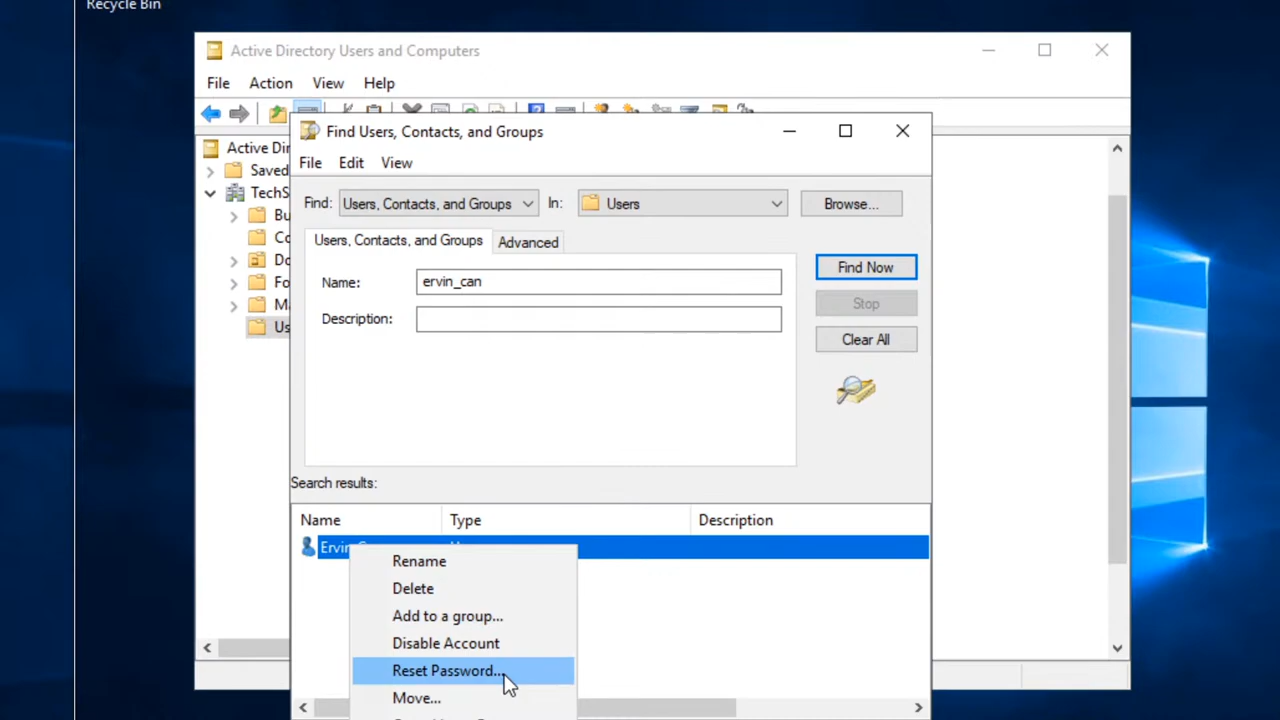 Recycle Bin
Active Directory Users and Computers
File Action View Help
Find Users, Contacts, and Groups
File Edit View
Active Dir
Saved
TechS
Bu
Co
Do
Fo
Us
Find: Users, Contacts, and Groups In: Users Browse...
Users, Contacts, and Groups Advanced
Name: ervin_can
Description:
Find Now
Stop
Clear All
Search results:
Name Type Description
Ervin
Rename
Delete
Add to a group...
Disable Account
Reset Password...
Move...